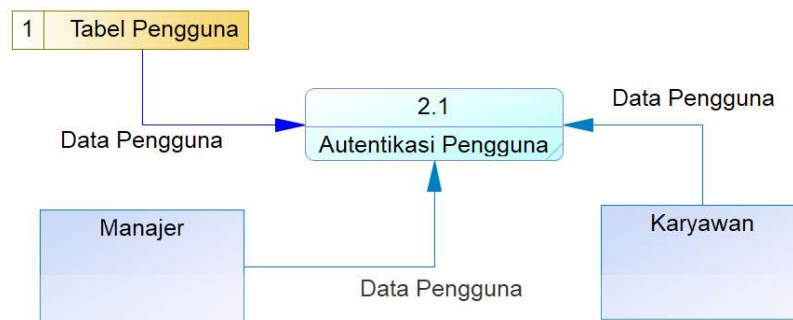 1 Tabel Pengguna
2.1
Data Pengguna
Data Pengguna
Autentikasi Pengguna
Manajer
Karyawan
Data Pengguna